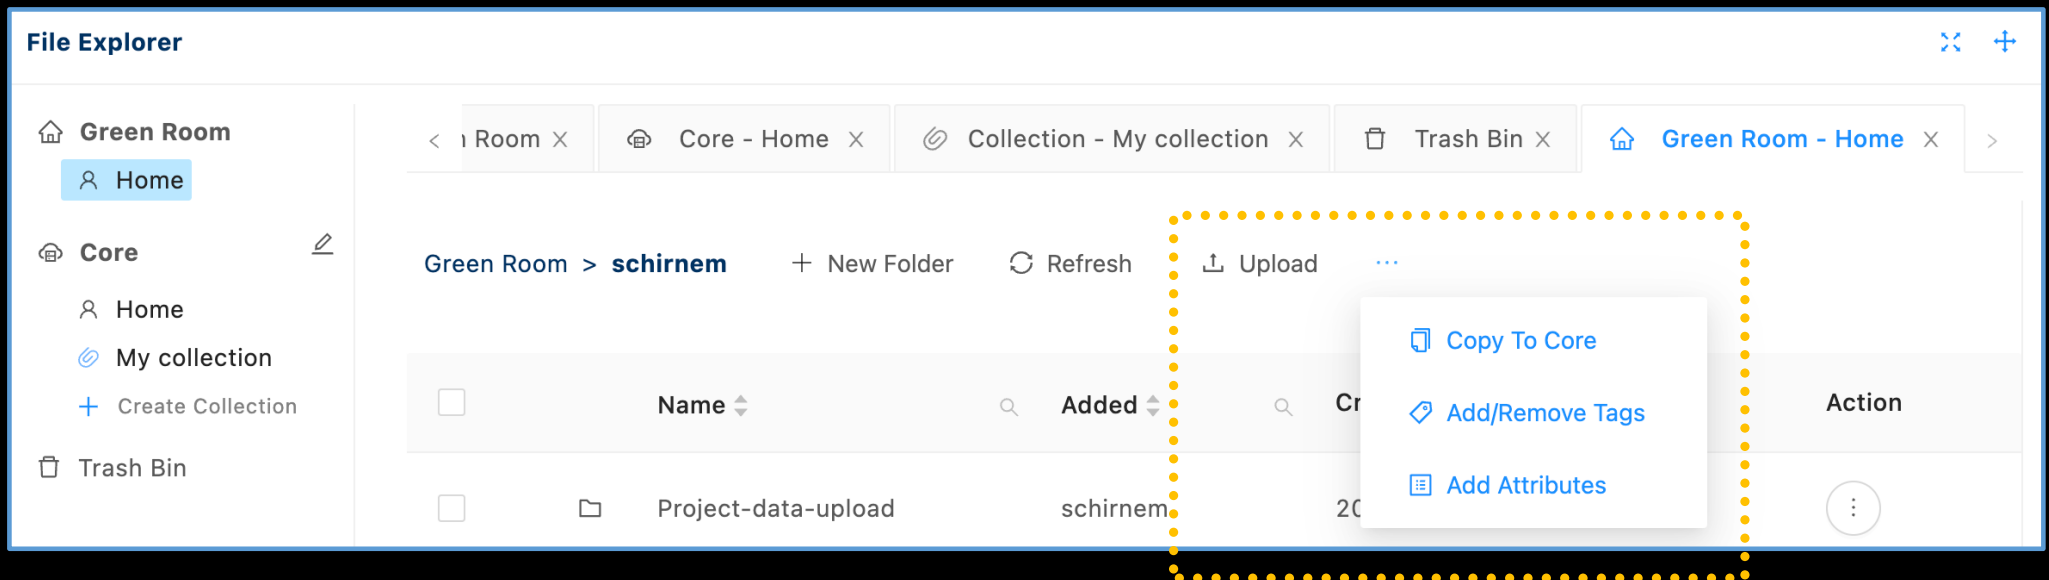 File Explorer
Green Room
Home
Core
Home
My collection
Create Collection
Trash Bin
Room
Core - Home
Collection - My collection
Trash Bin
Green Room - Home
Green Room > schirnem
New Folder
Refresh
Upload
...
Copy To Core
Add/Remove Tags
Add Attributes
Name
Added
Cr
Action
Project-data-upload
schirnem
20